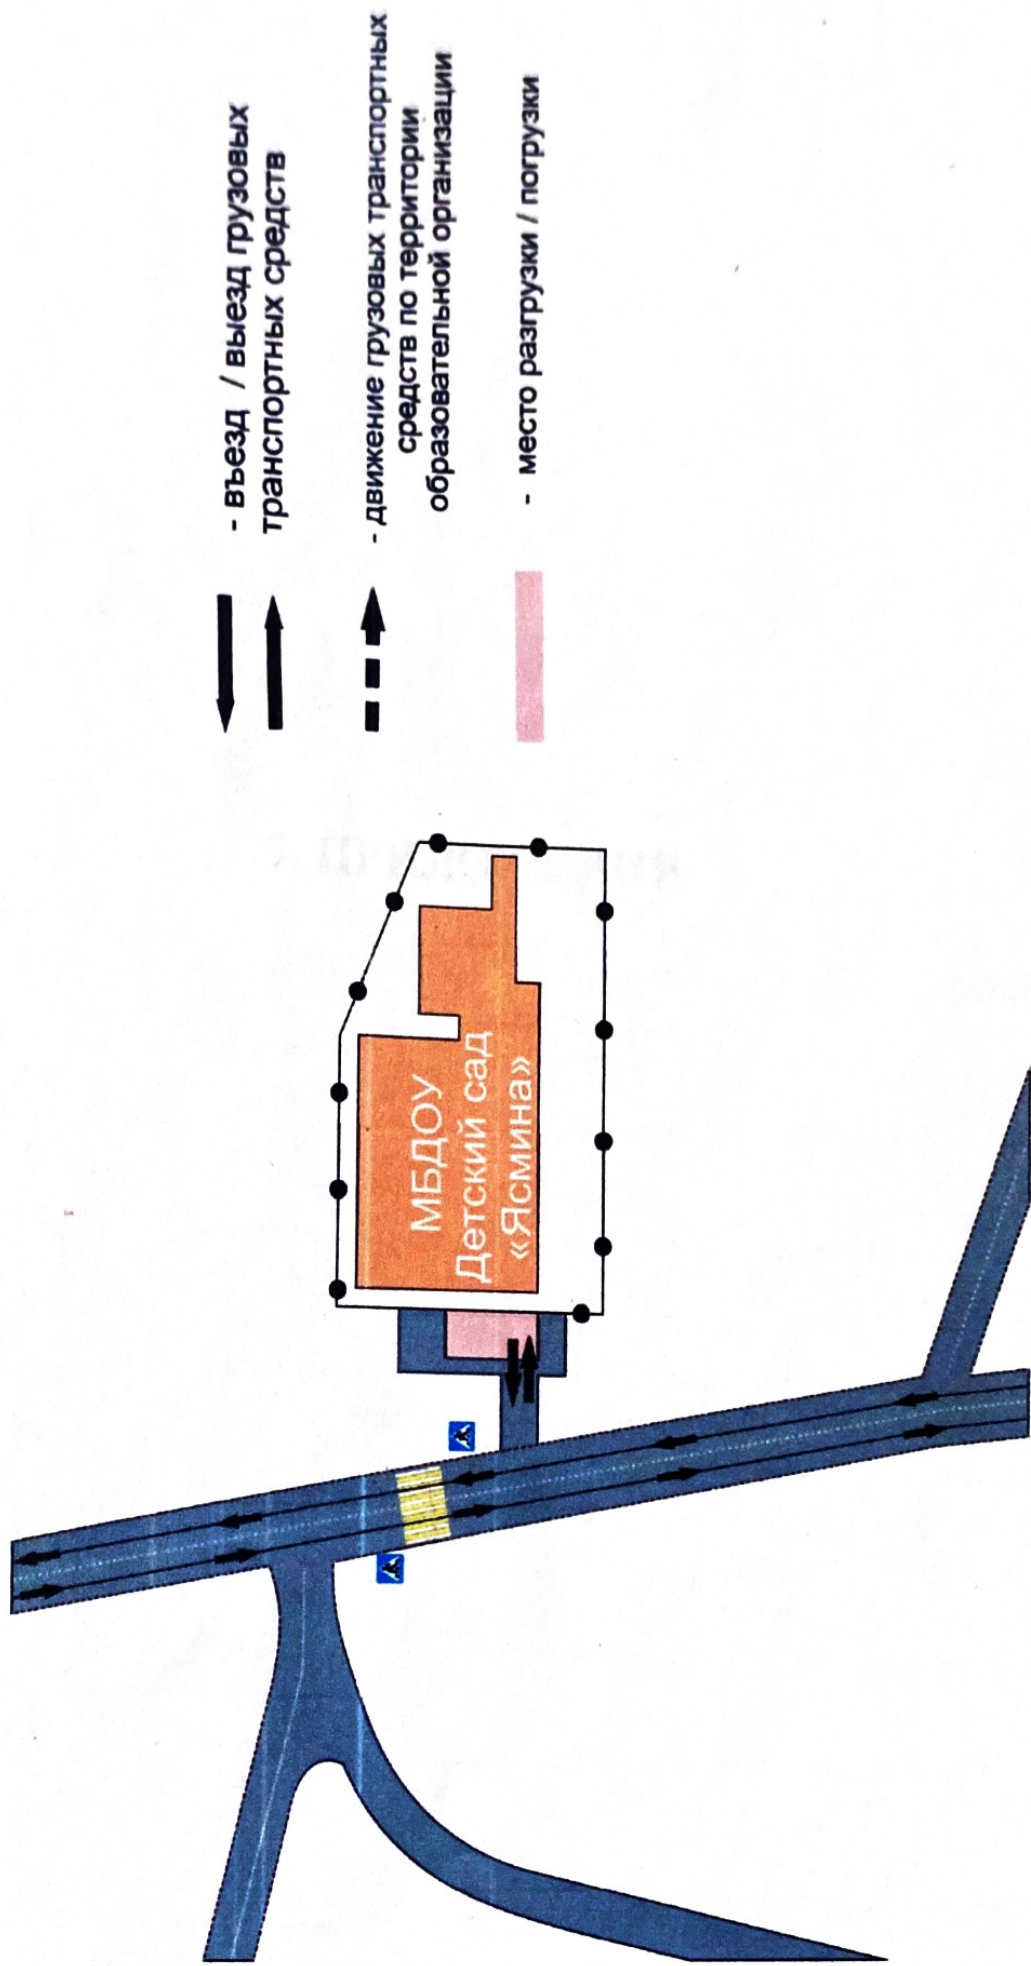 - въезд / выезд грузовых
транспортных средств
- движение грузовых транспортных
средств по территории
образовательной организации
- место разгрузки / погрузки
МБДОУ
Детский сад
«Ясмина»